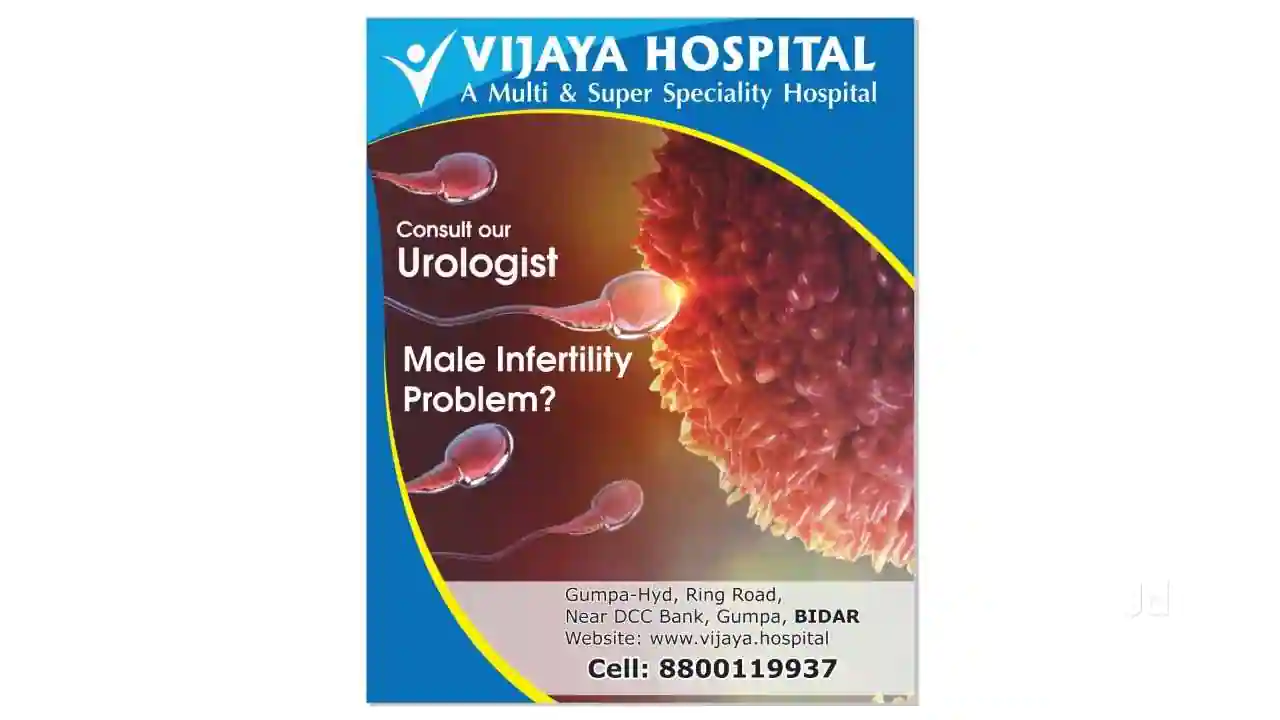 VIJAYA HOSPITAL
A Multi & Super Speciality Hospital
Consult our
Urologist
Male Infertility
Problem?
Gumpa-Hyd, Ring Road,
Near DCC Bank, Gumpa, BIDAR
Website: www.vijaya.hospital
Cell: 8800119937
Jd